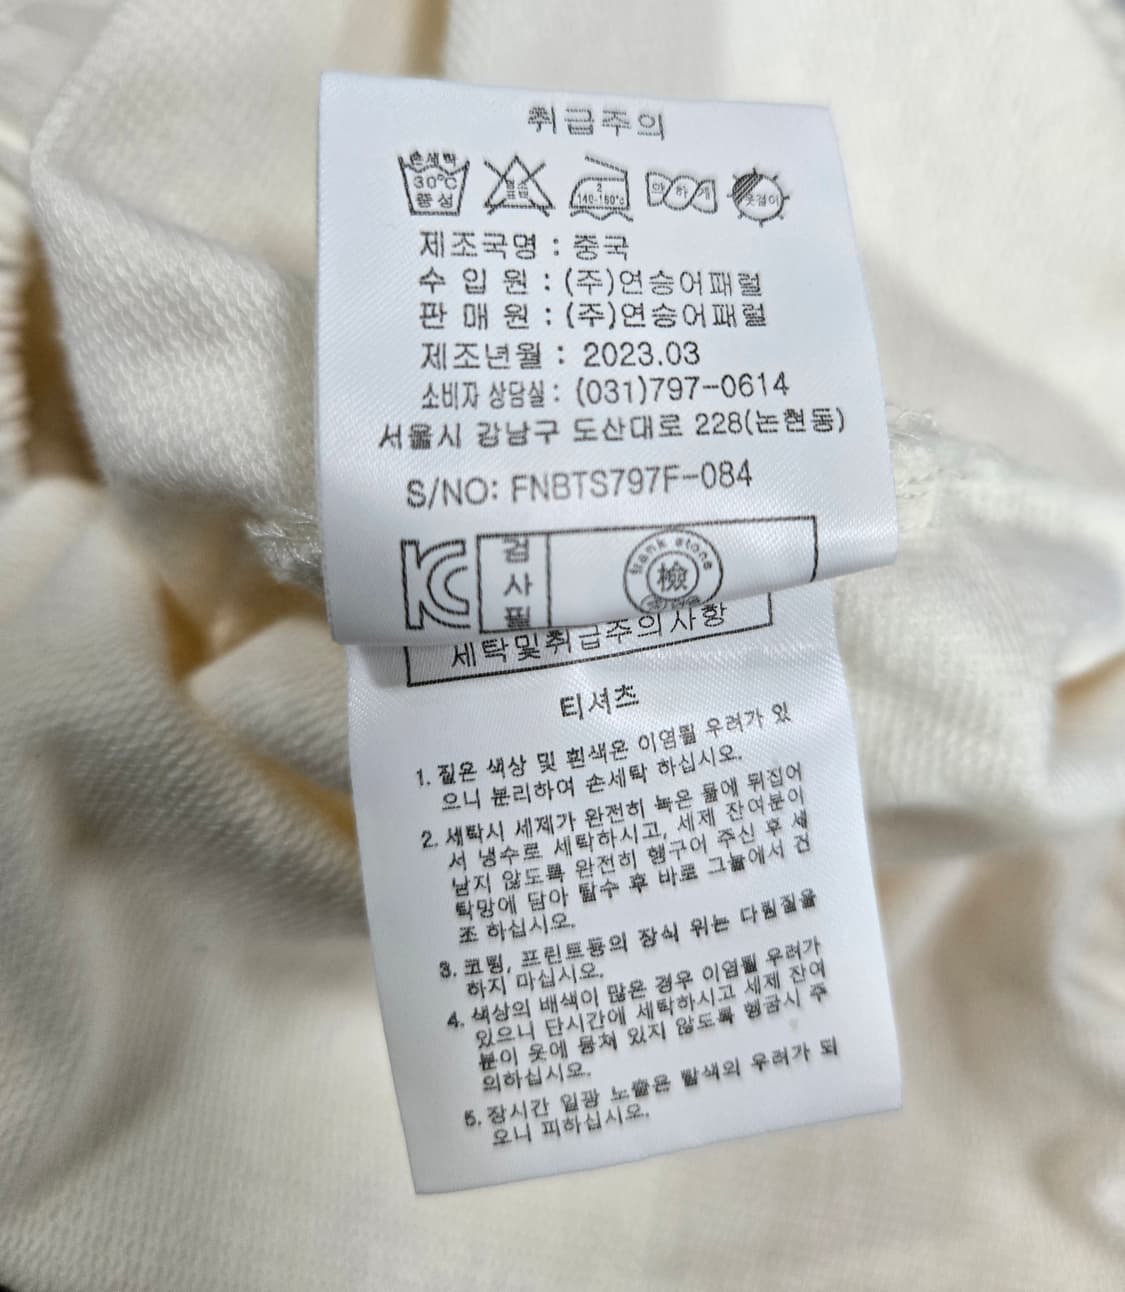 취급주의
손세탁
30℃
중성
염소
표백
2
140-160℃
약하게
옷걸이
제조국명 : 중국
수 입 원 : (주)연승어패럴
판 매 원 : (주)연승어패럴
제조년월 : 2023.03
소비자 상담실 : (031)797-0614
서울시 강남구 도산대로 228(논현동)
S/NO: FNBTS797F-084
KC
검
사
필
檢
세탁및취급주의사항
티셔츠
1. 짙은 색상 및 흰색은 이염될 우려가 있
으니 분리하여 손세탁 하십시오.
2. 세탁시 세제가 완전히 녹은 물에 뒤집어
서 냉수로 세탁하시고, 세제 잔여분이
남지 않도록 완전히 헹구어 주신 후 세
탁망에 담아 탈수 후 바로 그늘에서 건
조 하십시오.
3. 코팅, 프린트등의 장식 위는 다림질을
하지 마십시오.
4. 색상의 배색이 많은 경우 이염될 우려가
있으니 단시간에 세탁하시고 세제 잔여
분이 옷에 뭉쳐 있지 않도록 헹굼시 주
의하십시오.
5. 장시간 일광 노출은 탈색의 우려가 되
오니 피하십시오.